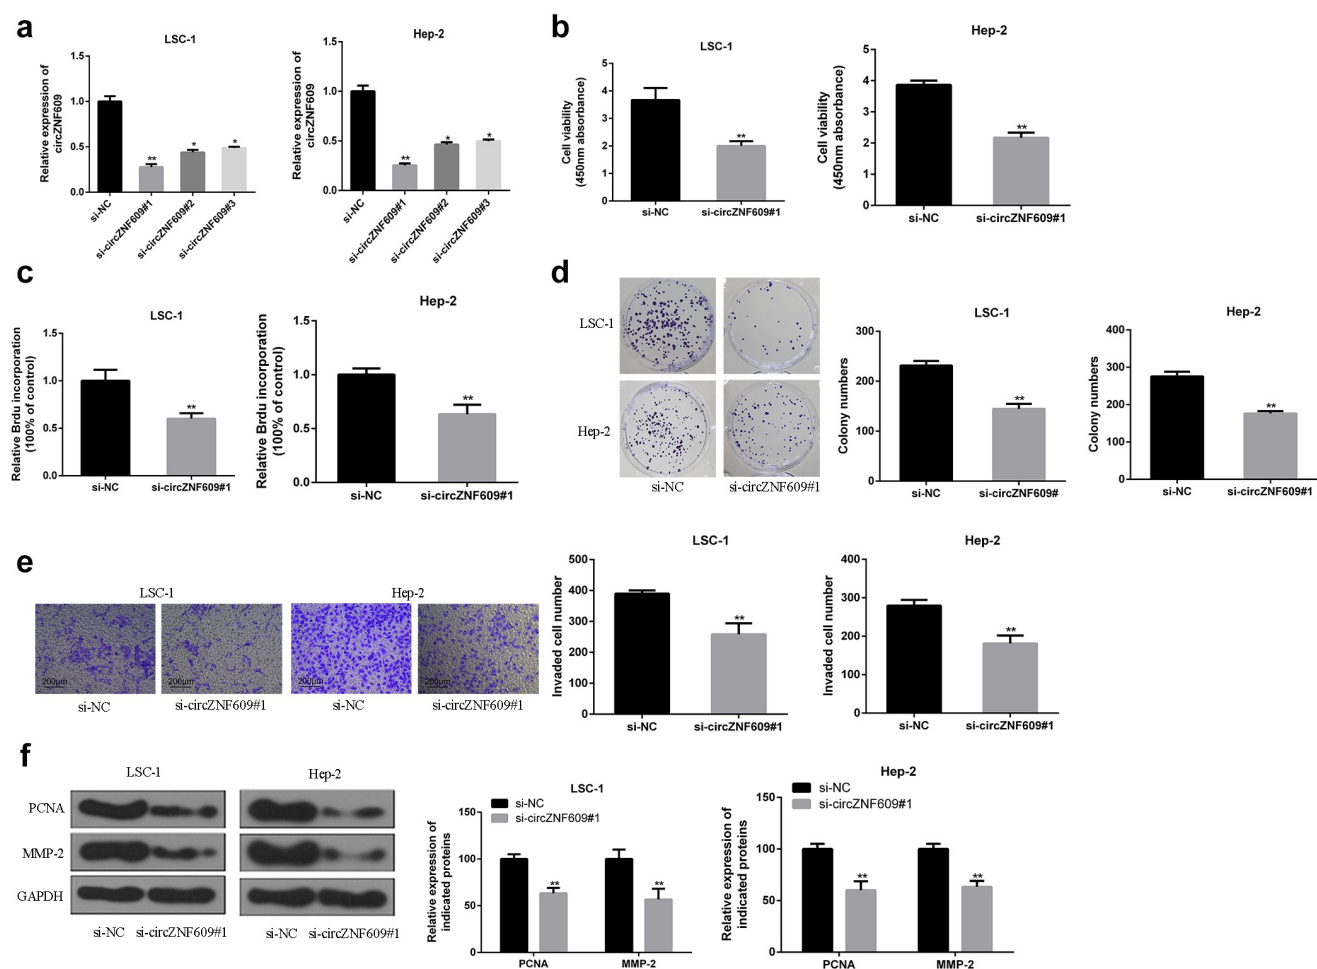 a
LSC-1
Relative expression of
circZNF609
1.5
1.0
0.5
0.0
**
*
*
si-NC
si-circZNF609#1
si-circZNF609#2
si-circZNF609#3
Hep-2
Relative expression of
circZNF609
1.5
1.0
0.5
0.0
**
*
*
si-NC
si-circZNF609#1
si-circZNF609#2
si-circZNF609#3
b
LSC-1
Cell viability
(450nm absorbance)
5
4
3
2
1
0
**
si-NC si-circZNF609#1
Hep-2
Cell viability
(450nm absorbance)
5
4
3
2
1
0
**
si-NC si-circZNF609#1
c
LSC-1
Relative Brdu incorporation
(100% of control)
1.5
1.0
0.5
0.0
**
si-NC si-circZNF609#1
Hep-2
Relative Brdu incorporation
(100% of control)
1.5
1.0
0.5
0.0
**
si-NC si-circZNF609#1
d
LSC-1
Hep-2
si-NC si-circZNF609#1
LSC-1
Colony numbers
300
200
100
0
**
si-NC si-circZNF609#
Hep-2
Colony numbers
400
300
200
100
0
**
si-NC si-circZNF609#1
e
LSC-1 Hep-2
200μm 200μm 200μm 200μm
si-NC si-circZNF609#1 si-NC si-circZNF609#1
LSC-1
Invaded cell number
500
400
300
200
100
0
**
si-NC si-circZNF609#1
Hep-2
Invaded cell number
400
300
200
100
0
**
si-NC si-circZNF609#1
f
LSC-1 Hep-2
PCNA
MMP-2
GAPDH
si-NC si-circZNF609#1 si-NC si-circZNF609#1
LSC-1
si-NC
si-circZNF609#1
Relative expression of
indicated proteins
150
100
50
0
** **
PCNA MMP-2
Hep-2
si-NC
si-circZNF609#1
Relative expression of
indicated proteins
150
100
50
0
** **
PCNA MMP-2